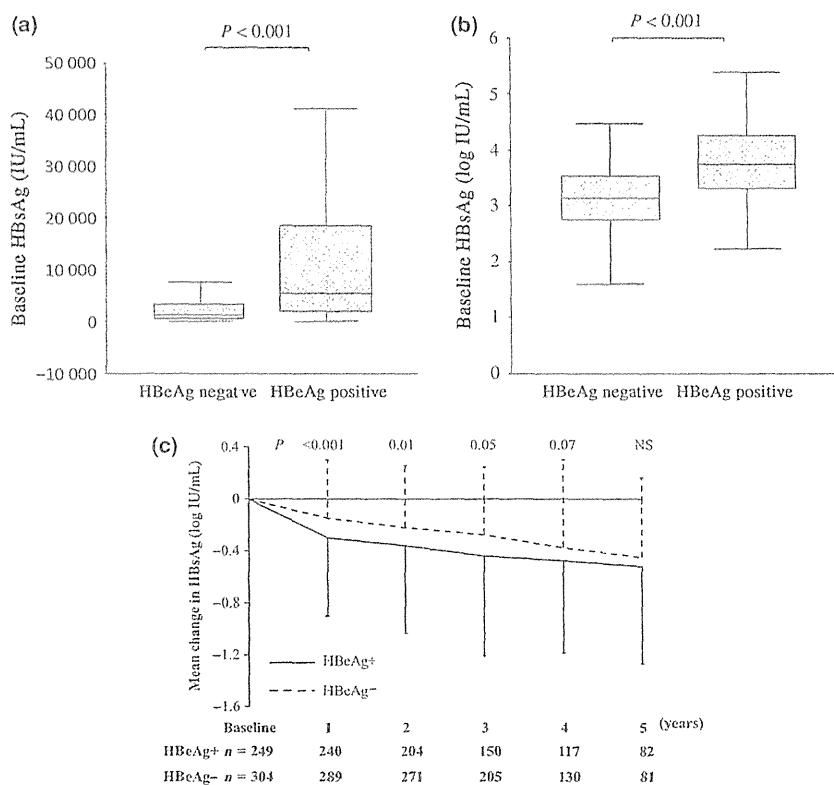 (a)
P < 0.001
50 000
40 000
30 000
20 000
10 000
0
−10 000
Baseline HBsAg (IU/mL)
HBeAg negatve
HBeAg positive
(b)
P < 0.001
6
5
4
3
2
1
0
Baseline HBsAg (log IU/mL)
HBeAg negative
HBeAg positive
(c)
P <0.001 0.01 0.05 0.07 NS
0.4
0
−0.4
−0.8
−1.2
−1.6
Mean change in HBsAg (log IU/mL)
HBeAg+
HBeAg−
Baseline 1 2 3 4 5 (years)
HBeAg+ n = 249 240 204 150 117 82
HBeAg− n = 304 289 271 205 130 81